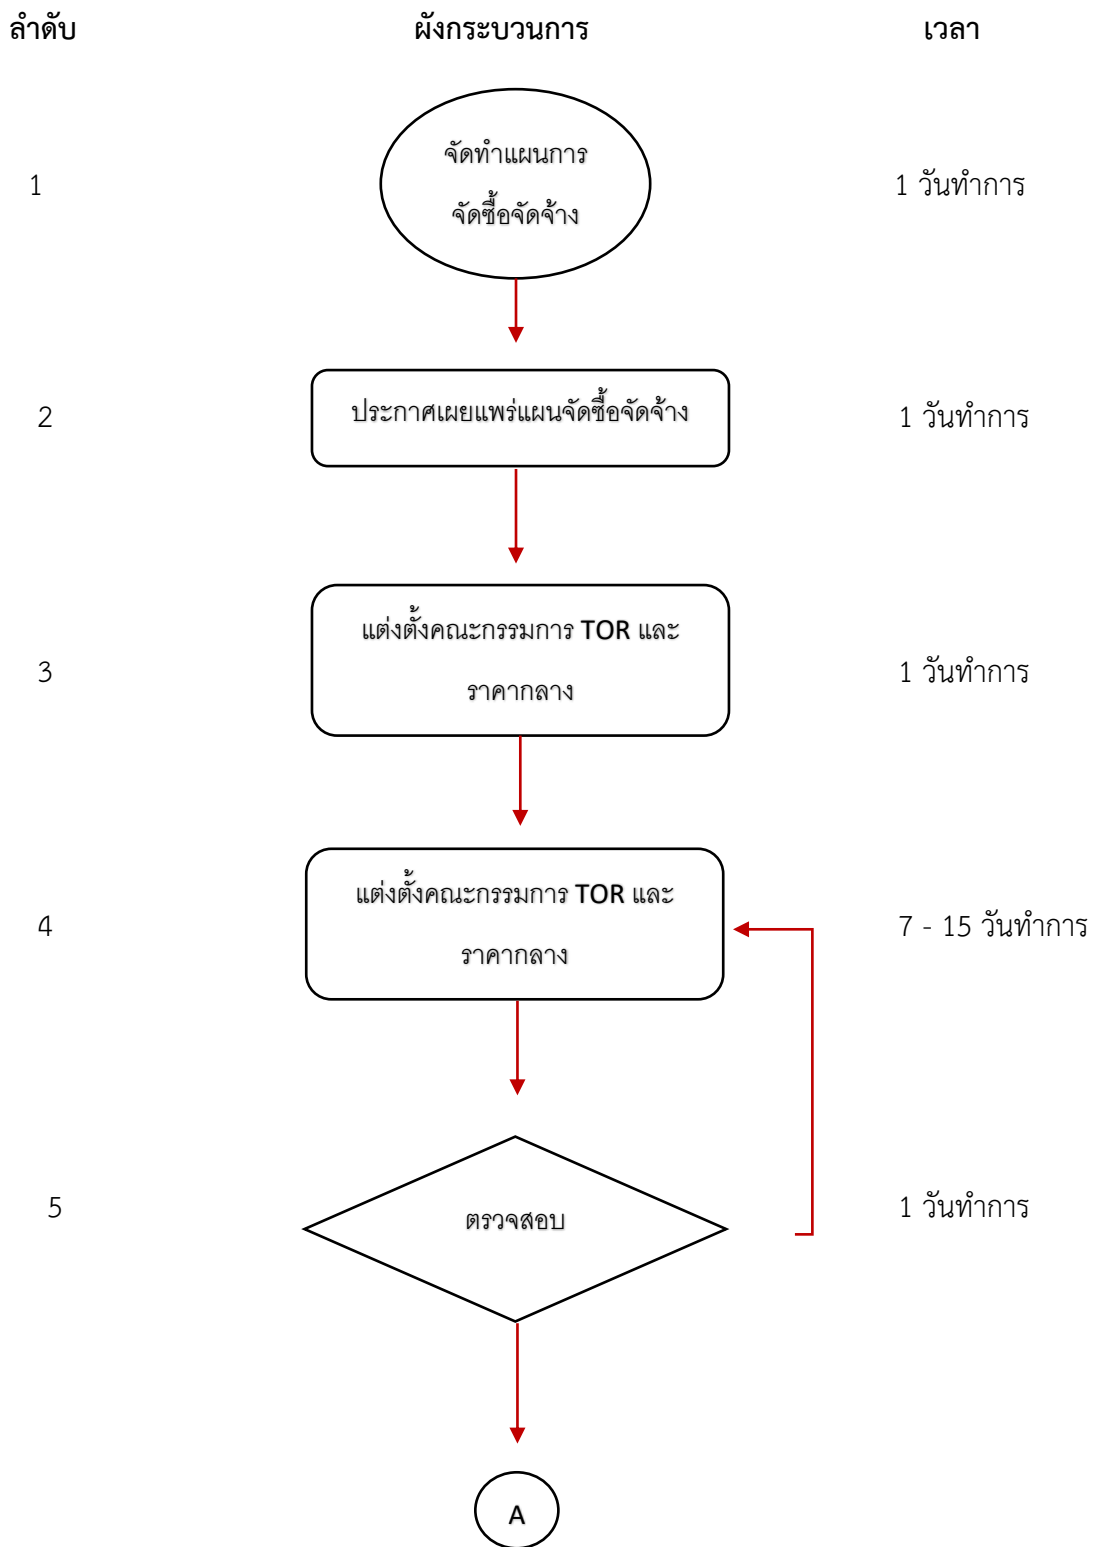 ลำดับ ผังกระบวนการ เวลา
จัดทำแผนการ
1 จัดซื้อจัดจ้าง 1 วันทำการ
2 ประกาศเผยแพร่แผนจัดซื้อจัดจ้าง 1 วันทำการ
แต่งตั้งคณะกรรมการ TOR และ
3 ราคากลาง 1 วันทำการ
แต่งตั้งคณะกรรมการ TOR และ
4 ราคากลาง 7 - 15 วันทำการ
5 ตรวจสอบ 1 วันทำการ
A